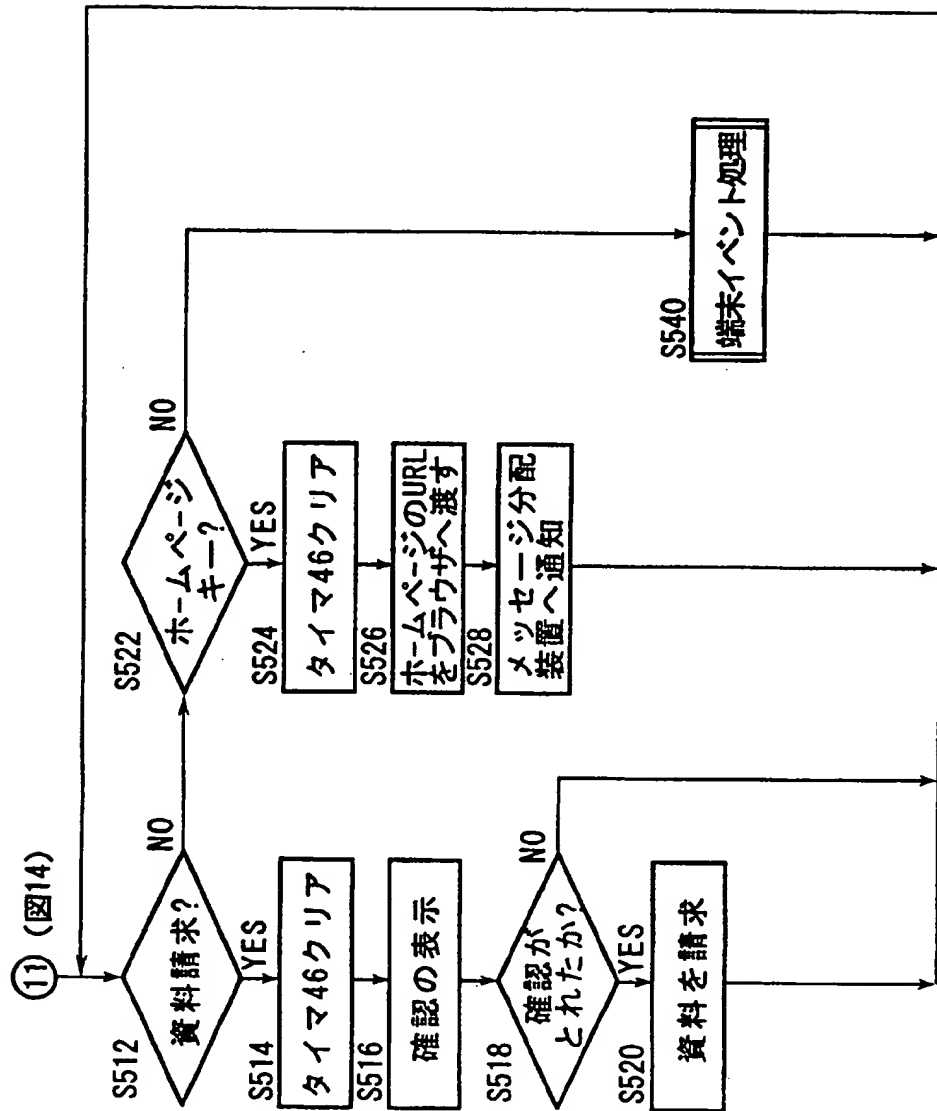 ⑪ (図14)
S512
資料請求?
NO
YES
S514
タイマ46クリア
S516
確認の表示
S518
確認が
とれたか?
NO
YES
S520
資料を請求
S522
ホームページ
キー?
NO
YES
S524
タイマ46クリア
S526
ホームページのURL
をブラウザへ渡す
S528
メッセージ分配
装置へ通知
S540
端末イベント処理